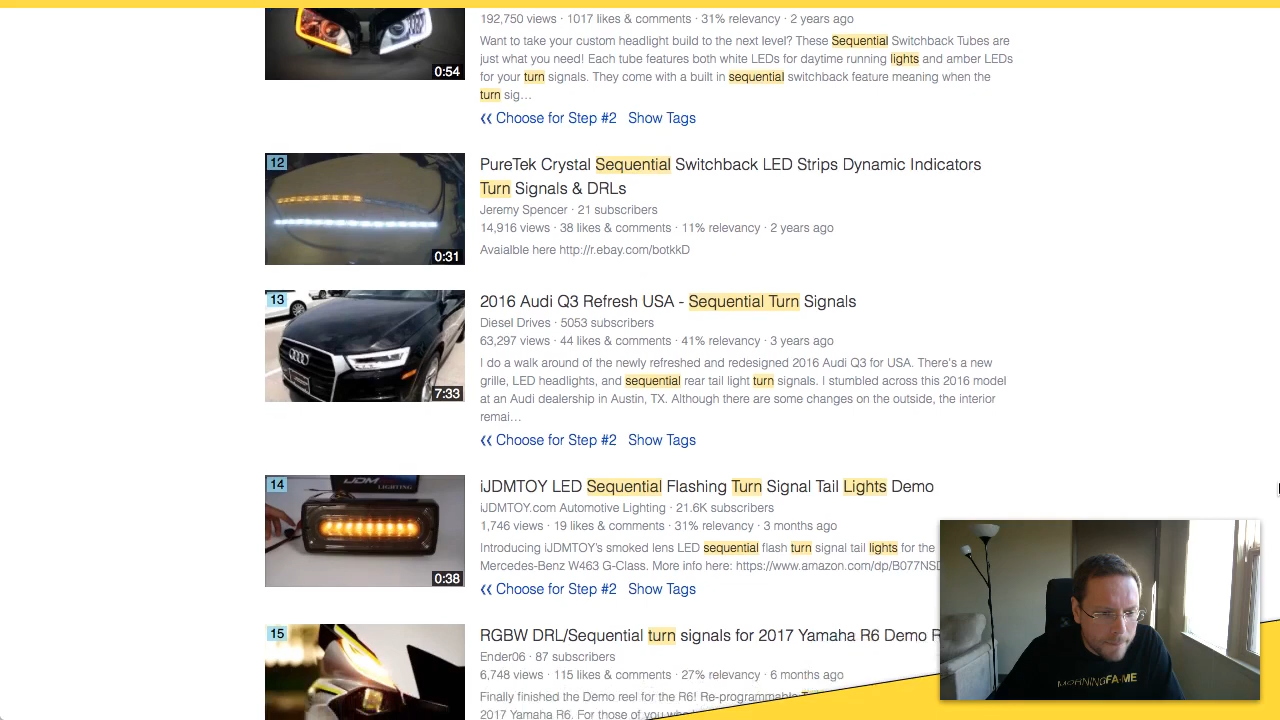 192,750 views · 1017 likes & comments · 31% relevancy · 2 years ago
Want to take your custom headlight build to the next level? These Sequential Switchback Tubes are
just what you need! Each tube features both white LEDs for daytime running lights and amber LEDs
for your turn signals. They come with a built in sequential switchback feature meaning when the
turn sig…
0:54
❮❮ Choose for Step #2 Show Tags
12
PureTek Crystal Sequential Switchback LED Strips Dynamic Indicators
Turn Signals & DRLs
Jeremy Spencer · 21 subscribers
14,916 views · 38 likes & comments · 11% relevancy · 2 years ago
Avaialble here http://r.ebay.com/botkkD
0:31
13
2016 Audi Q3 Refresh USA - Sequential Turn Signals
Diesel Drives · 5053 subscribers
63,297 views · 44 likes & comments · 41% relevancy · 3 years ago
I do a walk around of the newly refreshed and redesigned 2016 Audi Q3 for USA. There's a new
grille, LED headlights, and sequential rear tail light turn signals. I stumbled across this 2016 model
at an Audi dealership in Austin, TX. Although there are some changes on the outside, the interior
remai…
7:33
❮❮ Choose for Step #2 Show Tags
14
LIGHTING
iJDMTOY LED Sequential Flashing Turn Signal Tail Lights Demo
iJDMTOY.com Automotive Lighting · 21.6K subscribers
1,746 views · 19 likes & comments · 31% relevancy · 3 months ago
Introducing iJDMTOY's smoked lens LED sequential flash turn signal tail lights for the
Mercedes-Benz W463 G-Class. More info here: https://www.amazon.com/dp/B077NS
0:38
❮❮ Choose for Step #2 Show Tags
15
RGBW DRL/Sequential turn signals for 2017 Yamaha R6 Demo
Ender06 · 87 subscribers
6,748 views · 115 likes & comments · 27% relevancy · 6 months ago
Finally finished the Demo reel for the R6! Re-programmable
2017 Yamaha R6. For those of you
MORNINGFA·ME